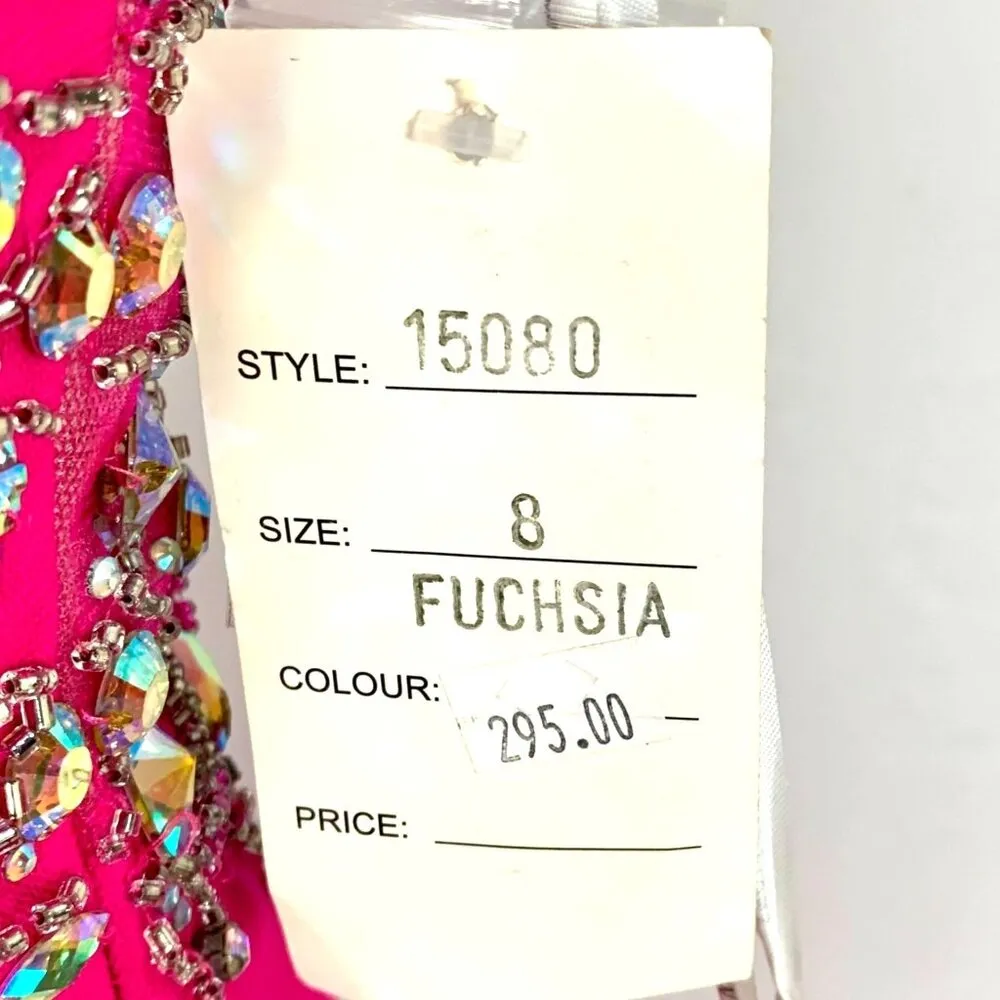 STYLE: 15080
SIZE: 8
FUCHSIA
COLOUR:
295.00
PRICE: